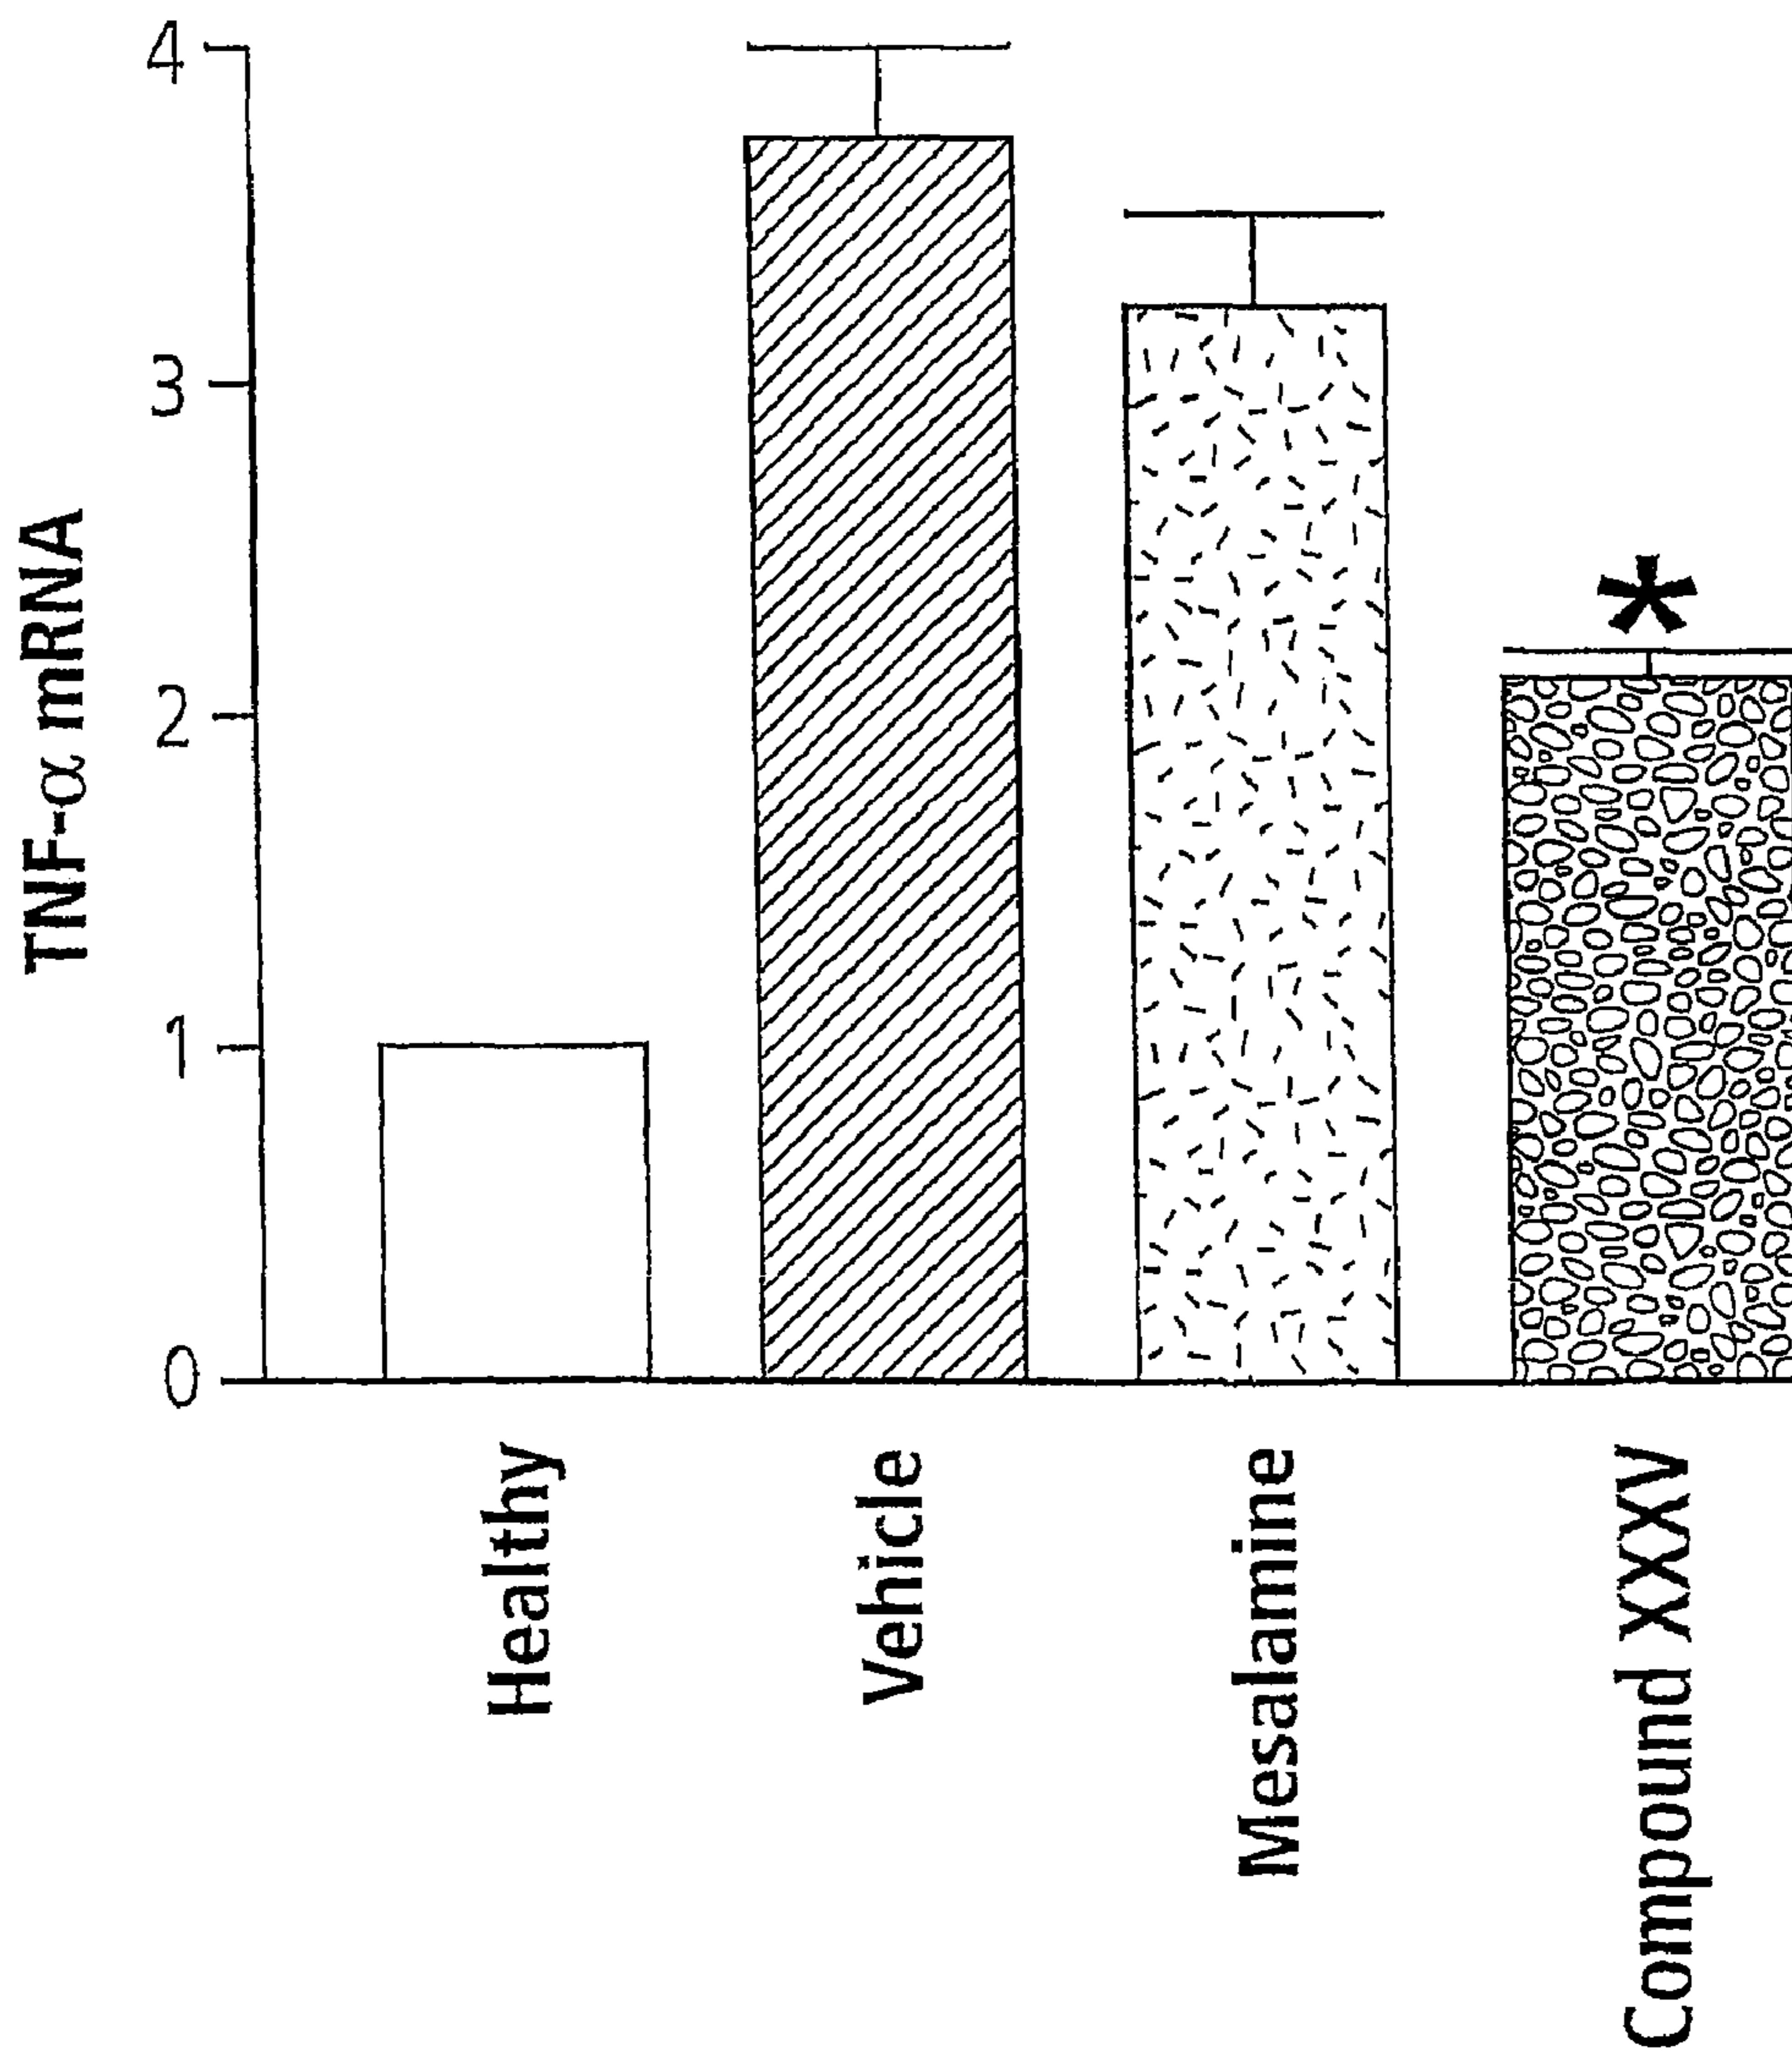 4
3
2
1
0
TNF-α mRNA
*
Healthy
Vehicle
Mesalamine
Compound XXXV